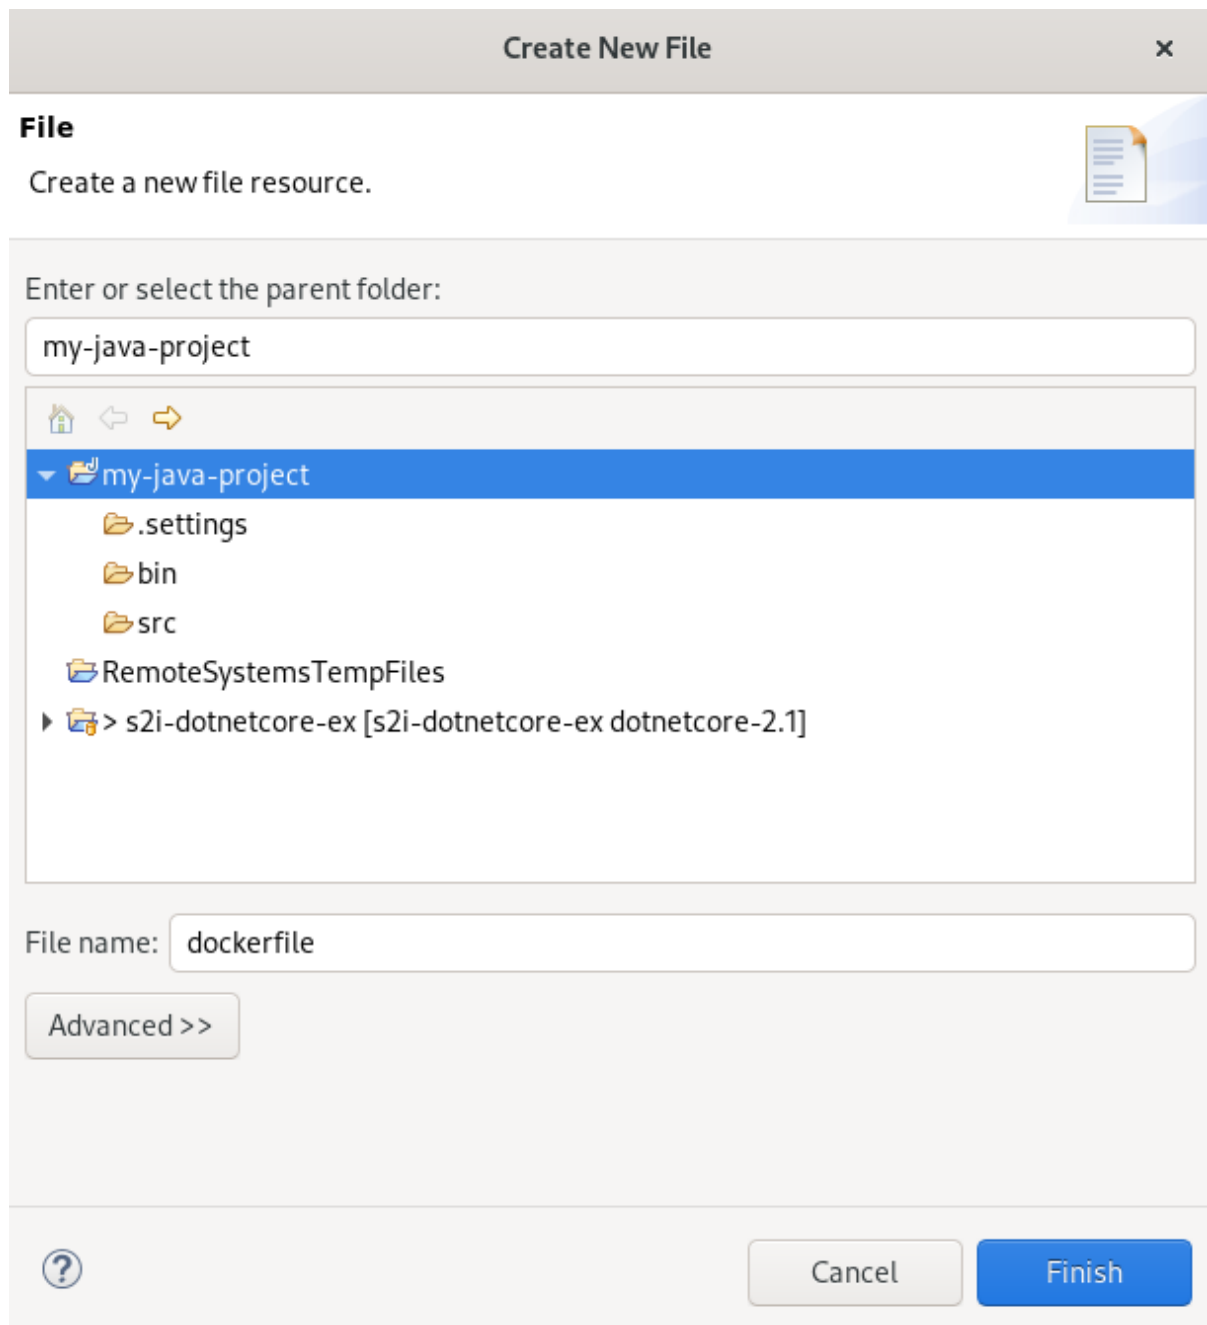 Create New File
File
Create a new file resource.
Enter or select the parent folder:
my-java-project
my-java-project
.settings
bin
src
RemoteSystemsTempFiles
> s2i-dotnetcore-ex [s2i-dotnetcore-ex dotnetcore-2.1]
File name: dockerfile
Advanced >>
Cancel Finish